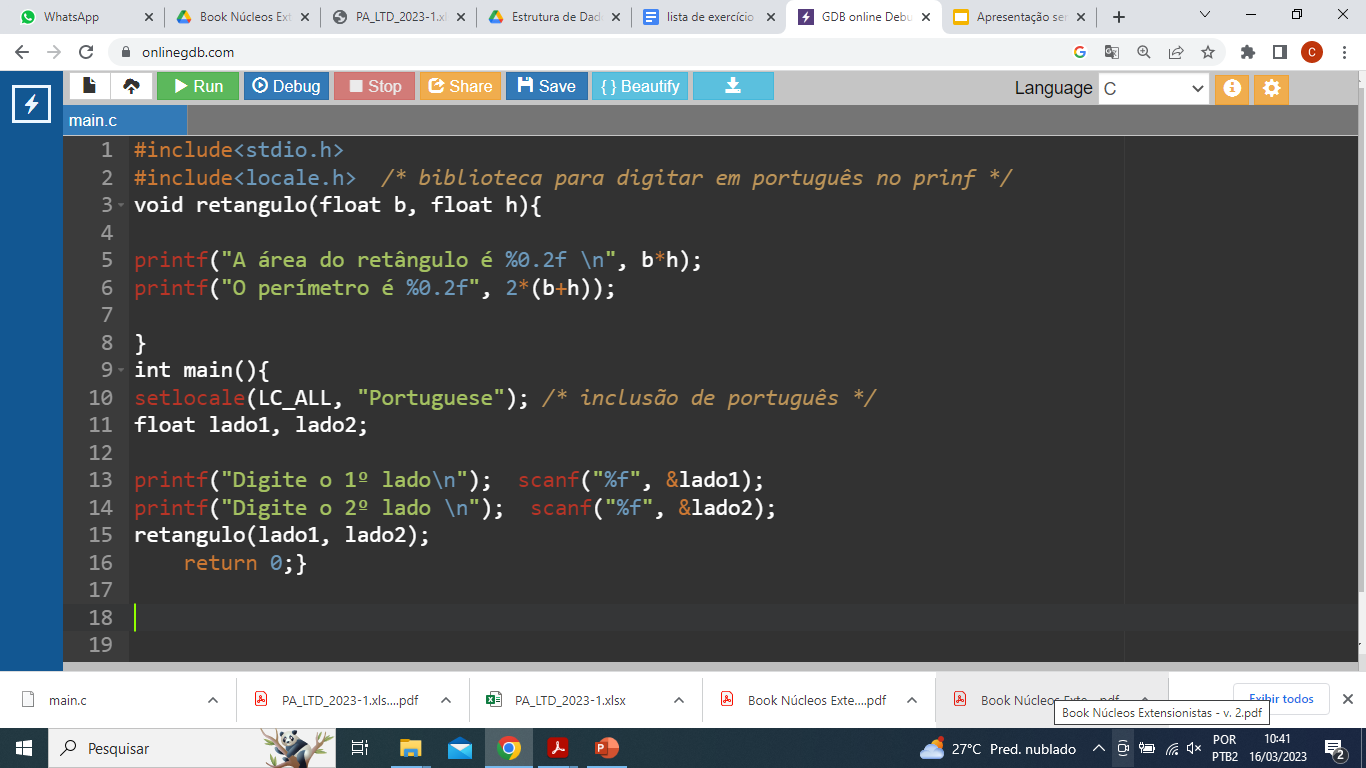 WhatsApp
Book Núcleos Ext
PA_LTD_2023-1.xl
Estrutura de Dad
lista de exercício
GDB online Debu
Apresentação se
onlinegdb.com
C
Run
Debug
Stop
Share
Save
{ } Beautify
Language
C
main.c
1 #include<stdio.h>
2 #include<locale.h>  /* biblioteca para digitar em português no prinf */
3 void retangulo(float b, float h){
4
5 printf("A área do retângulo é %0.2f \n", b*h);
6 printf("O perímetro é %0.2f", 2*(b+h));
7
8 }
9 int main(){
10 setlocale(LC_ALL, "Portuguese"); /* inclusão de português */
11 float lado1, lado2;
12
13 printf("Digite o 1º lado\n");  scanf("%f", &lado1);
14 printf("Digite o 2º lado \n");  scanf("%f", &lado2);
15 retangulo(lado1, lado2);
16     return 0;}
17
18
19
main.c
PA_LTD_2023-1.xls....pdf
PA_LTD_2023-1.xlsx
Book Núcleos Exte....pdf
Book Núcleos Exte....pdf
Exibir todos
Book Núcleos Extensionistas - v. 2.pdf
Pesquisar
27°C Pred. nublado
POR
PTB2
10:41
16/03/2023
2